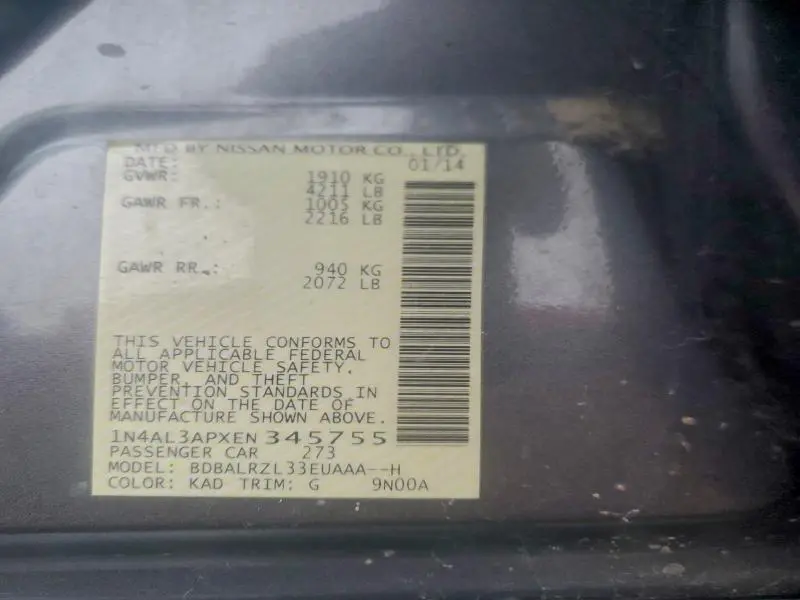 MFD BY NISSAN MOTOR CO., LTD.
DATE: 01/14
GVWR: 1910 KG
4211 LB
GAWR FR.: 1005 KG
2216 LB
GAWR RR.: 940 KG
2072 LB
THIS VEHICLE CONFORMS TO
ALL APPLICABLE FEDERAL
MOTOR VEHICLE SAFETY,
BUMPER, AND THEFT
PREVENTION STANDARDS IN
EFFECT ON THE DATE OF
MANUFACTURE SHOWN ABOVE.
1N4AL3APXEN345755
PASSENGER CAR 273
MODEL: BDBALRZL33EUAAA--H
COLOR: KAD TRIM: G 9N00A